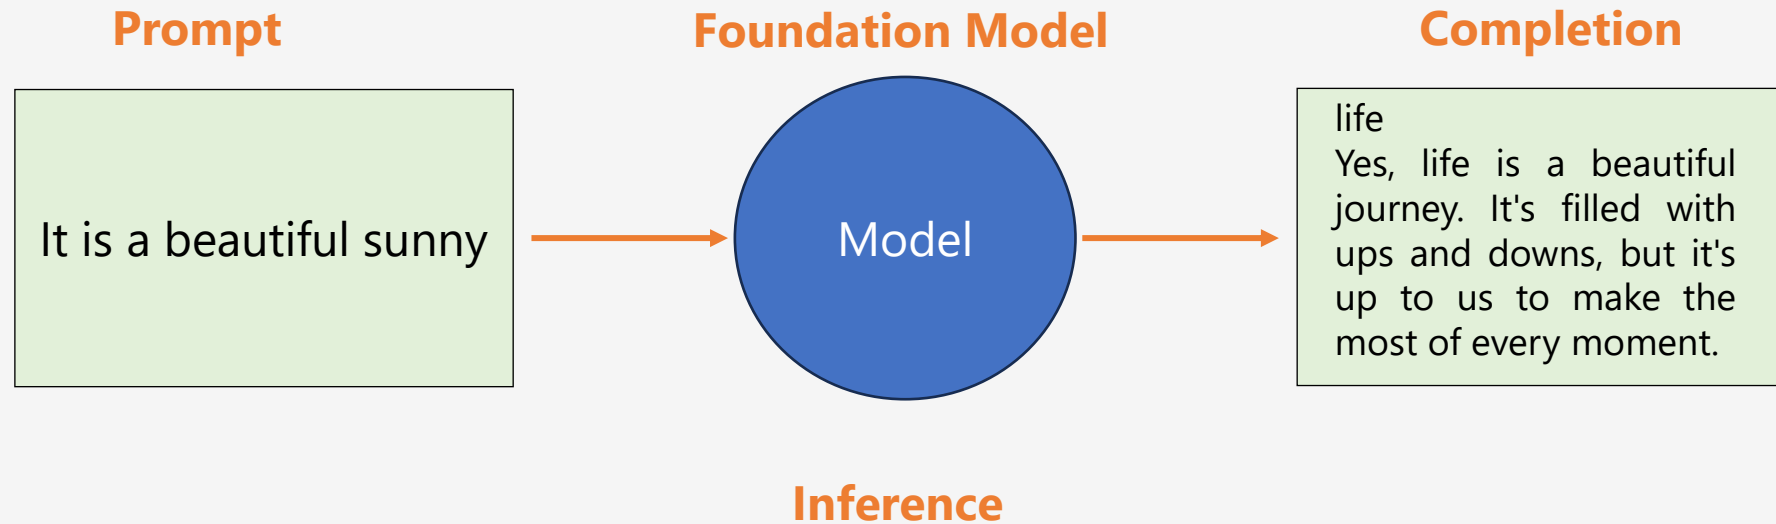 Prompt
Foundation Model
Completion
It is a beautiful sunny
Model
life
Yes, life is a beautiful
journey. It's filled with
ups and downs, but it's
up to us to make the
most of every moment.
Inference